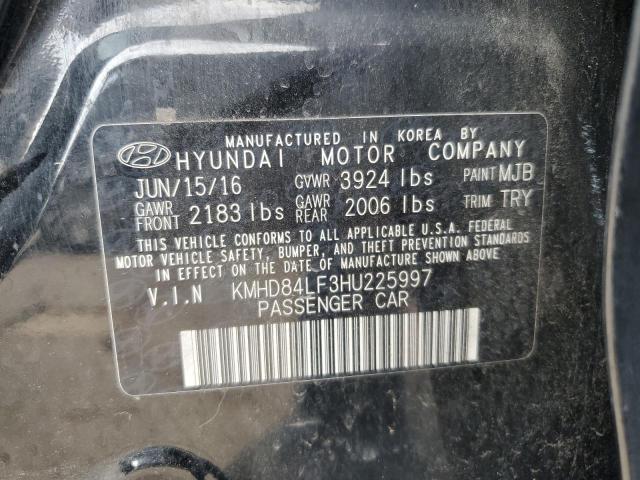 MANUFACTURED IN KOREA BY
HYUNDAI MOTOR COMPANY
JUN/15/16 GVWR 3924 lbs PAINT MJB
GAWR FRONT 2183 lbs GAWR REAR 2006 lbs TRIM TRY
THIS VEHICLE CONFORMS TO ALL APPLICABLE U.S.A. FEDERAL
MOTOR VEHICLE SAFETY, BUMPER, AND THEFT PREVENTION STANDARDS
IN EFFECT ON THE DATE OF MANUFACTURE SHOWN ABOVE.
V.I.N KMHD84LF3HU225997
PASSENGER CAR